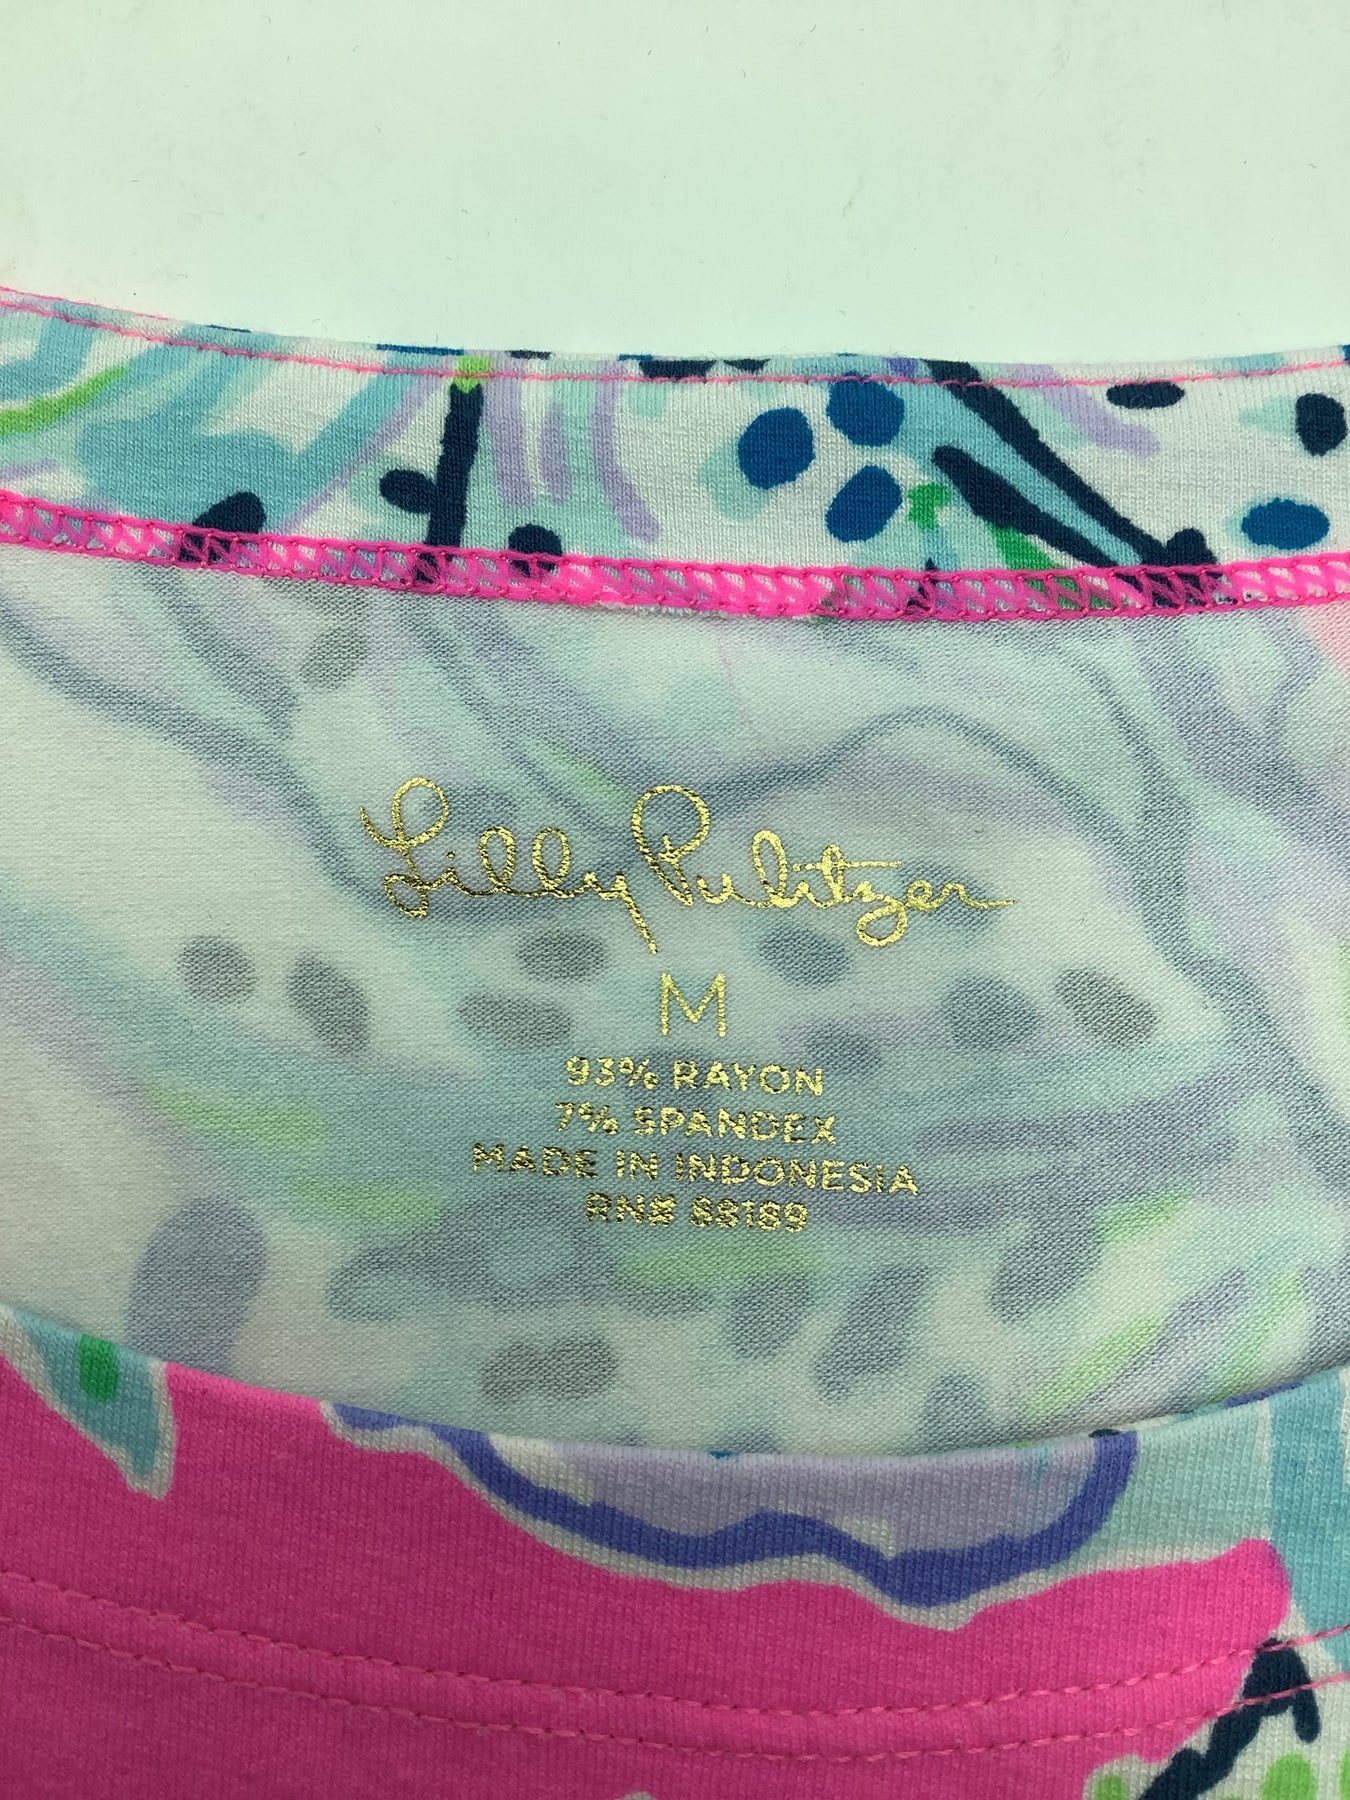 Lilly Pulitzer
M
93% RAYON
7% SPANDEX
MADE IN INDONESIA
RN# 88189